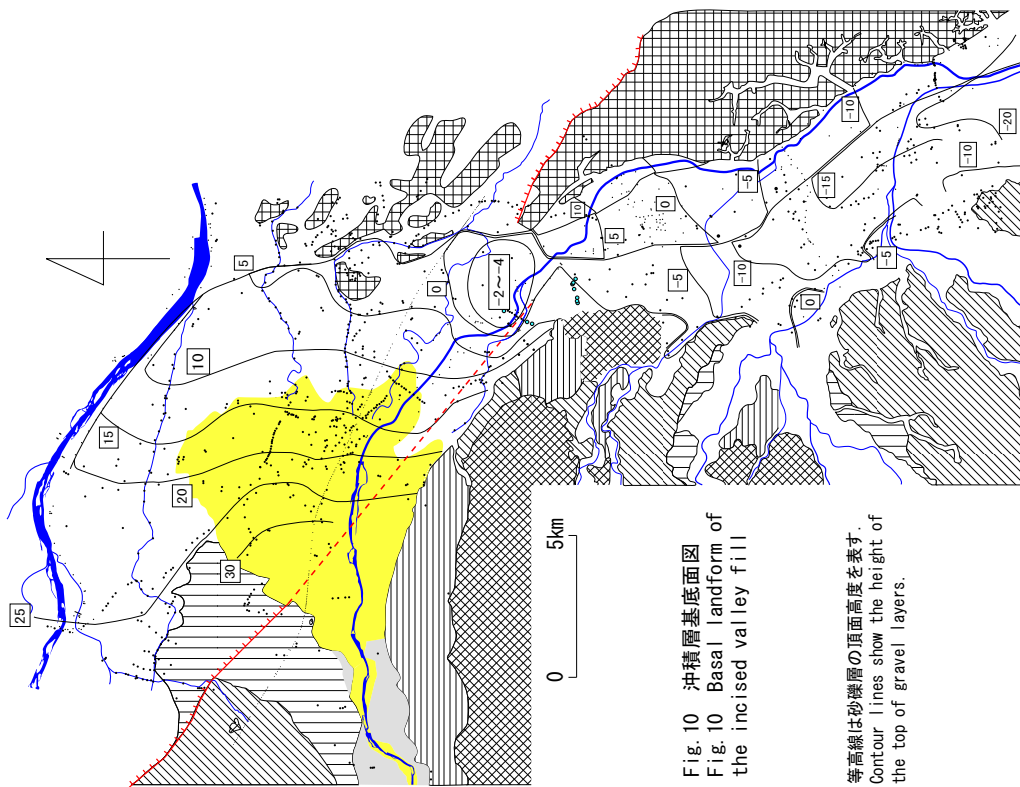 25
15
20
10
30
5
0
-2~-4
10
5
0
-5
-10
-5
-10
-15
-20
-10
-5
0
0 5km
Fig. 10 沖積層基底面図
Fig. 10 Basal landform of
the incised valley fill
等高線は砂礫層の頂面高度を表す.
Contour lines show the height of
the top of gravel layers.